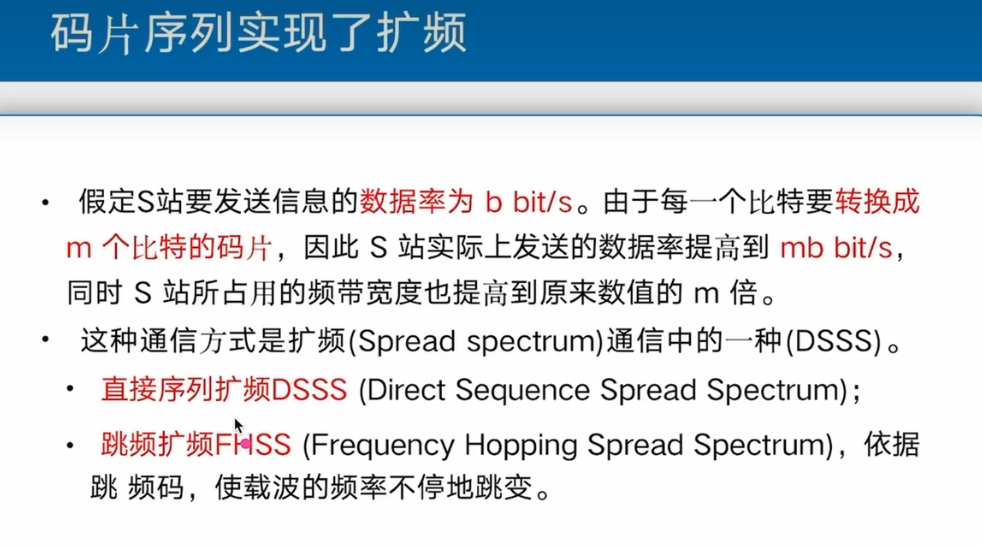 码片序列实现了扩频
• 假定S站要发送信息的数据率为 b bit/s。由于每一个比特要转换成
m 个比特的码片，因此 S 站实际上发送的数据率提高到 mb bit/s，
同时 S 站所占用的频带宽度也提高到原来数值的 m 倍。
• 这种通信方式是扩频(Spread spectrum)通信中的一种(DSSS)。
• 直接序列扩频DSSS (Direct Sequence Spread Spectrum)；
• 跳频扩频FHSS (Frequency Hopping Spread Spectrum)，依据
跳 频码，使载波的频率不停地跳变。